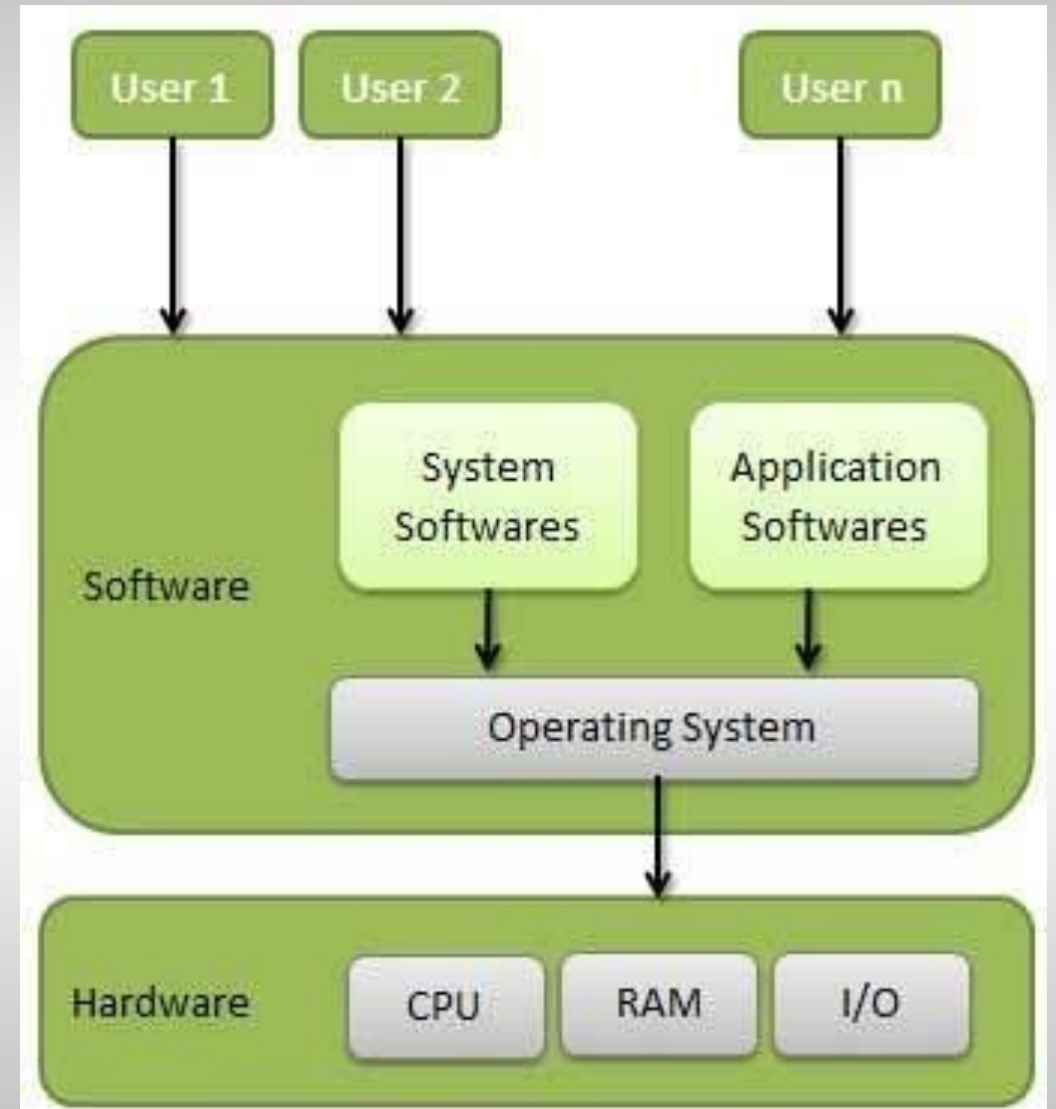 User 1
User 2
User n
System
Softwares
Application
Softwares
Software
Operating System
Hardware
CPU
RAM
I/O